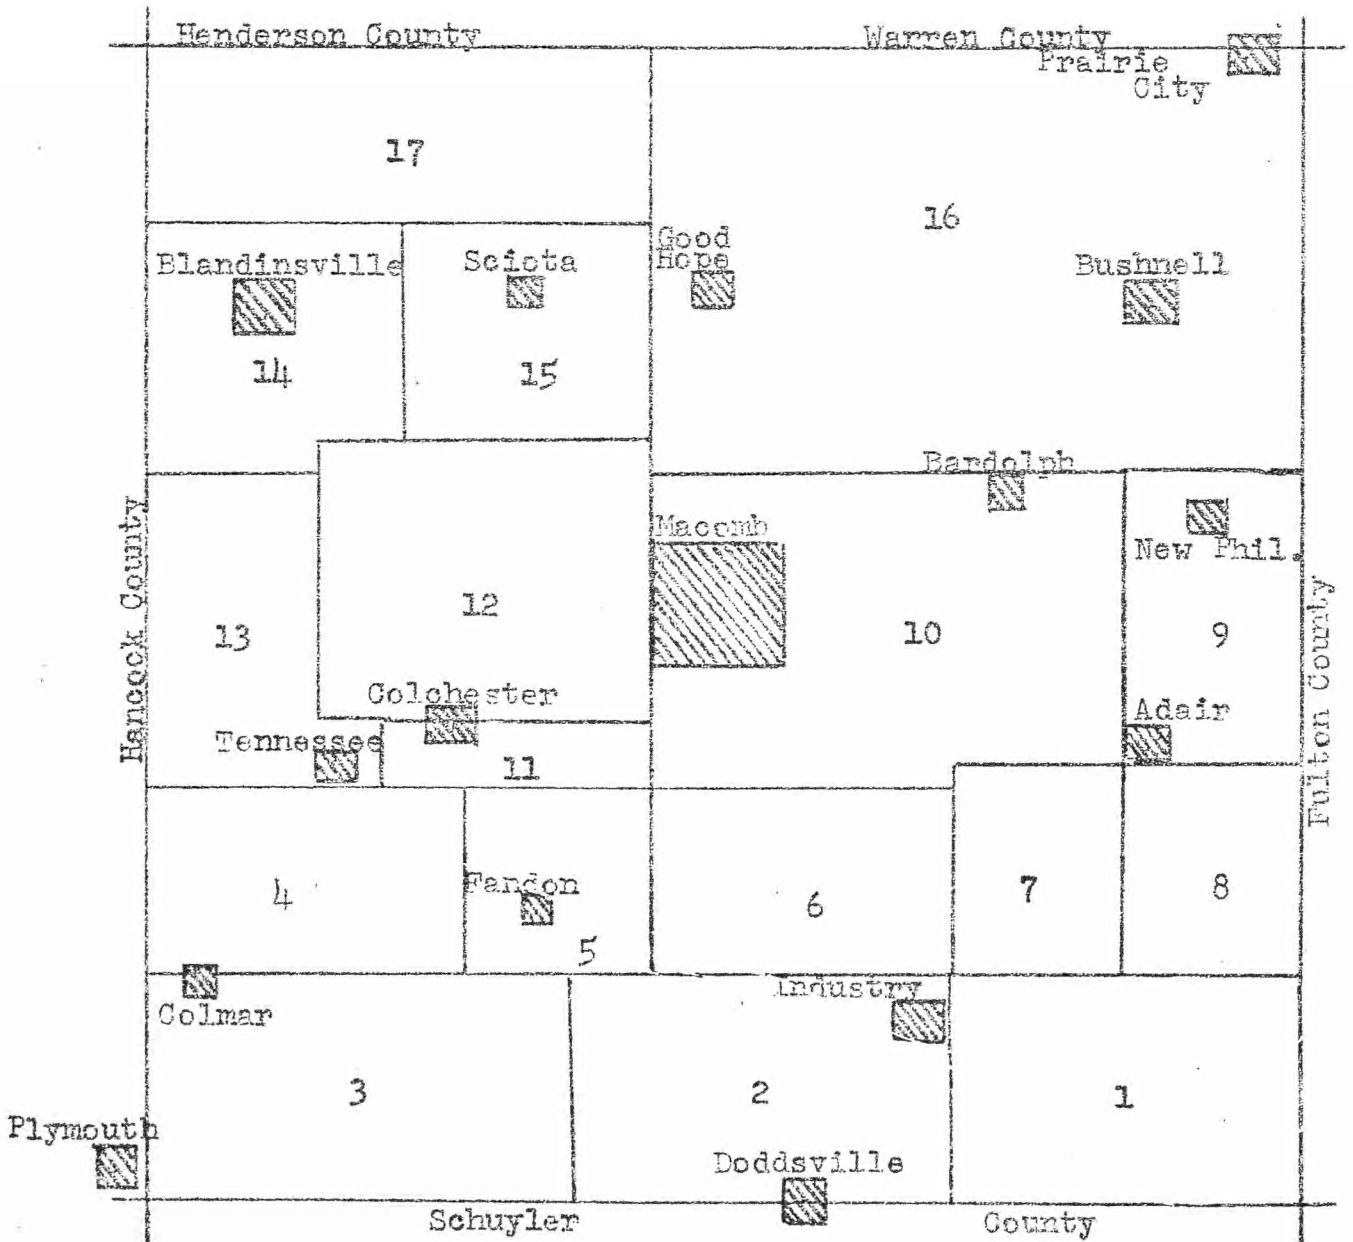 Henderson County
Warren County
Prairie
City
17
16
Good
Hope
Blandinsville
Sciota
Bushnell
14
15
Bardolph
Macomb
New Phil.
Hancock County
12
13
10
9
Fulton County
Colchester
Adair
Tennessee
11
4
Fandon
5
6
7
8
Industry
Colmar
3
2
1
Plymouth
Doddsville
Schuyler County